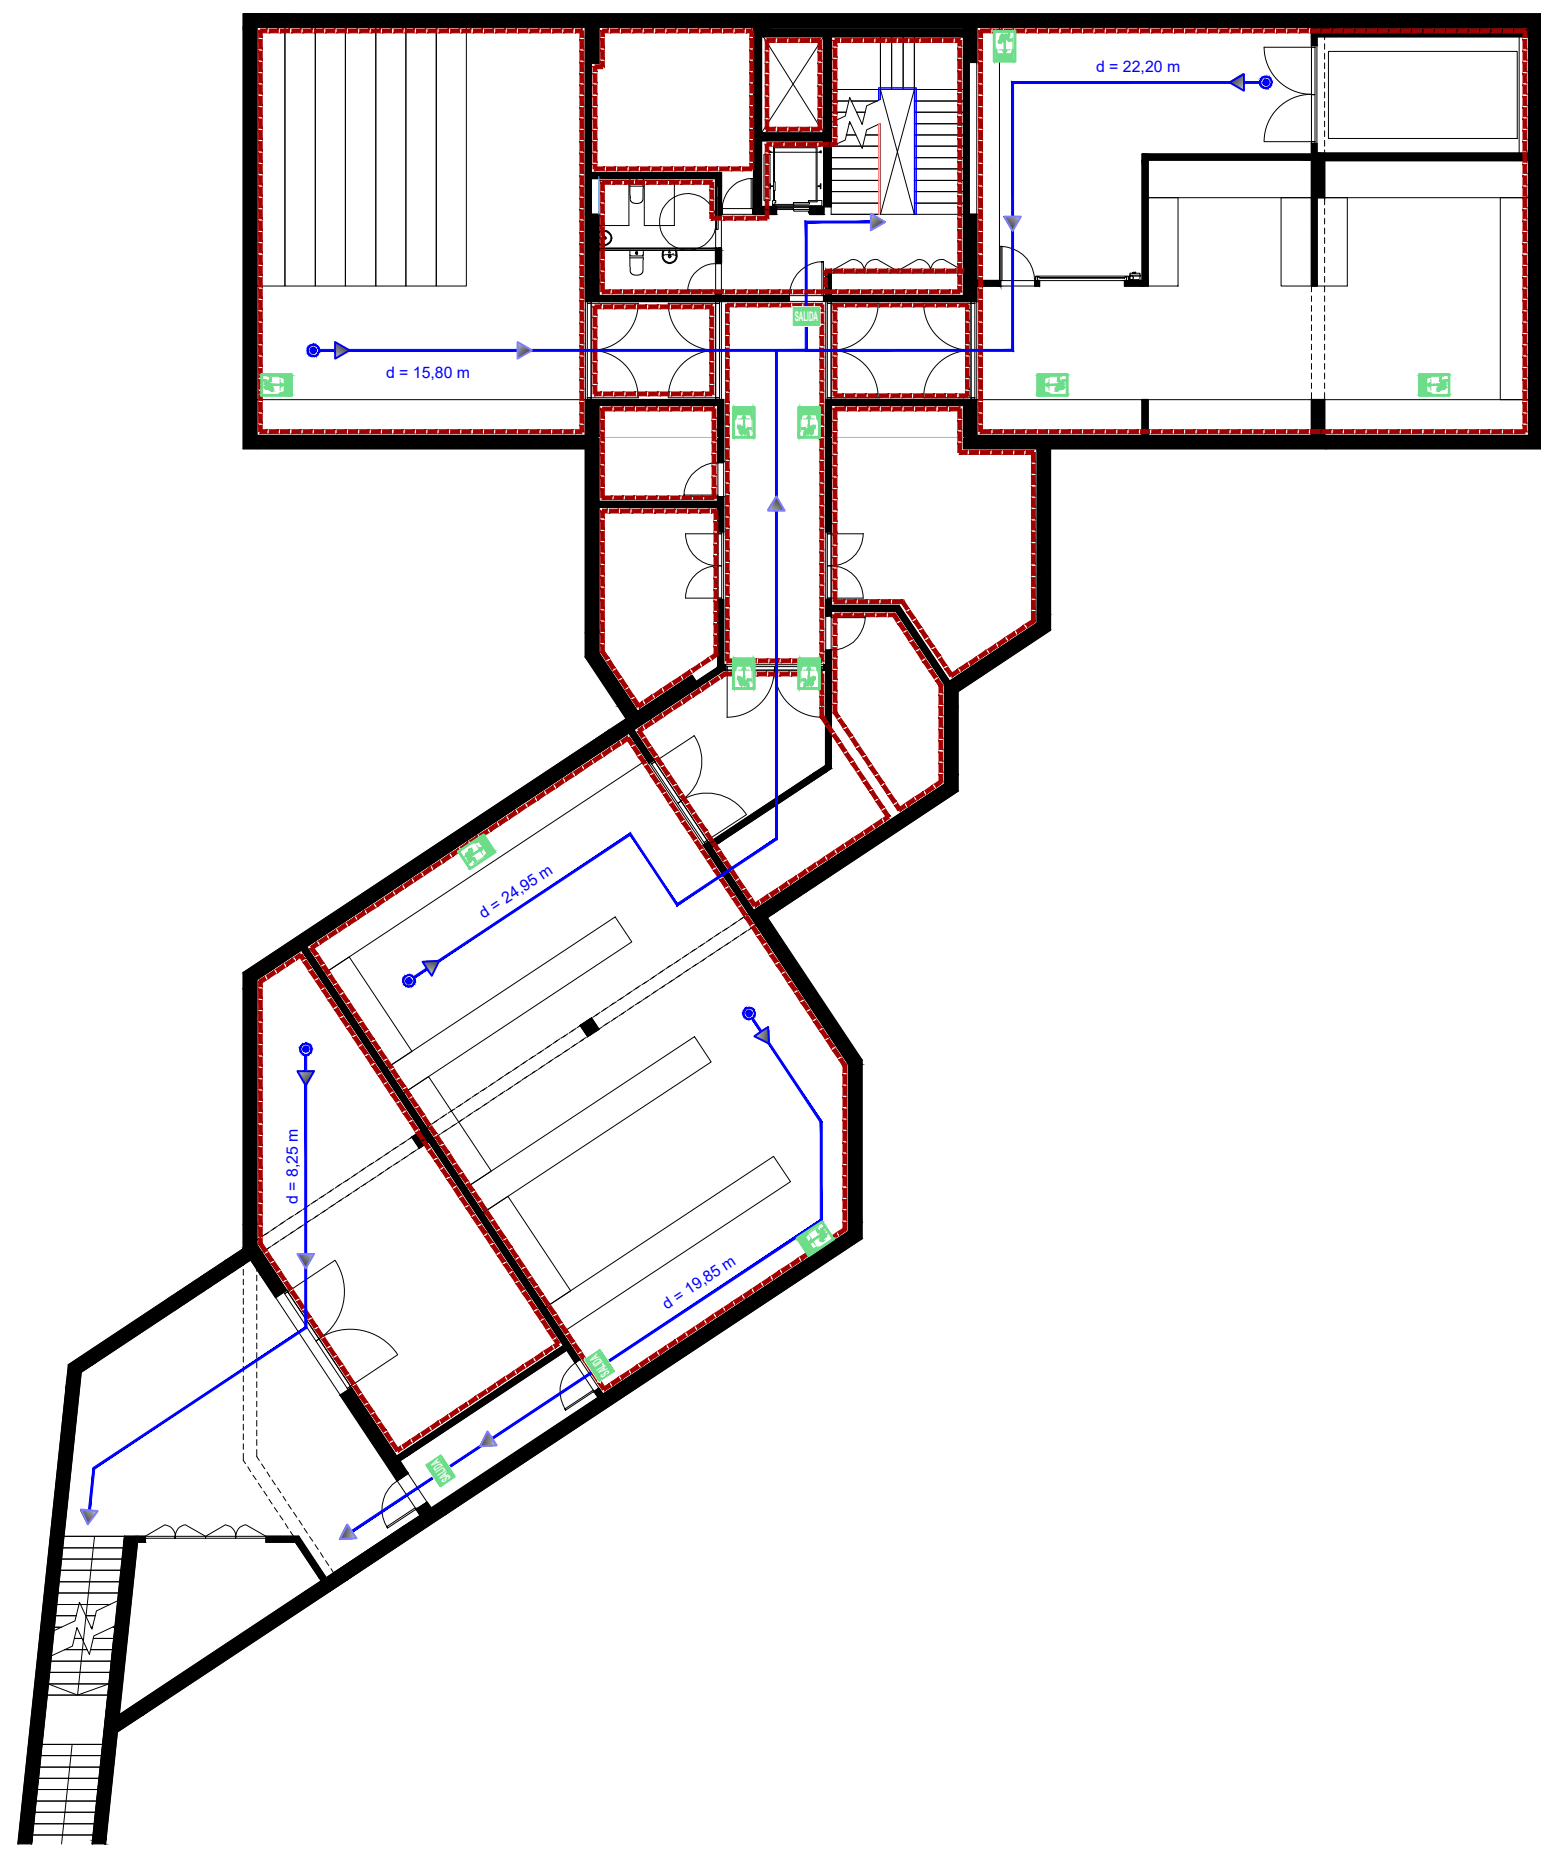 d = 22,20 m
SALIDA
d = 15,80 m
d = 24,95 m
d = 8,25 m
d = 19,85 m
SALIDA
SALIDA